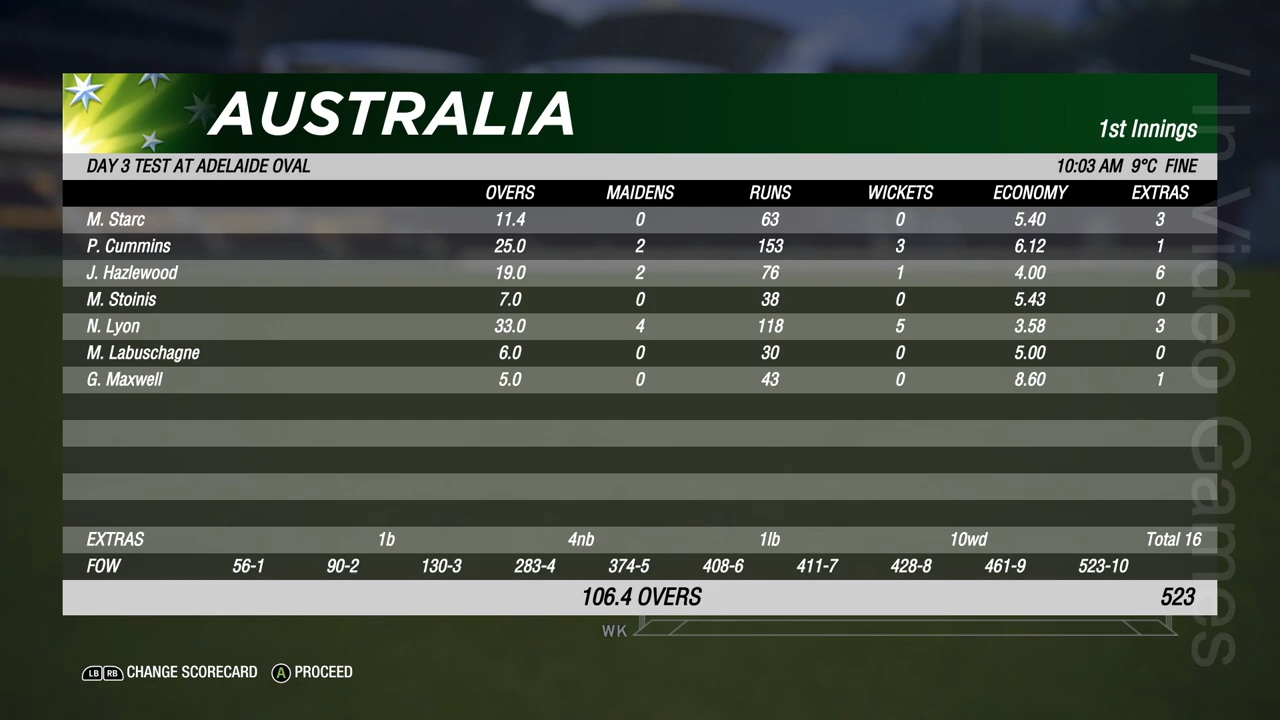 AUSTRALIA
1st Innings
DAY 3 TEST AT ADELAIDE OVAL 10:03 AM 9°C FINE
OVERS MAIDENS RUNS WICKETS ECONOMY EXTRAS
M. Starc 11.4 0 63 0 5.40 3
P. Cummins 25.0 2 153 3 6.12 1
J. Hazlewood 19.0 2 76 1 4.00 6
M. Stoinis 7.0 0 38 0 5.43 0
N. Lyon 33.0 4 118 5 3.58 3
M. Labuschagne 6.0 0 30 0 5.00 0
G. Maxwell 5.0 0 43 0 8.60 1
EXTRAS 1b 4nb 1lb 10wd Total 16
FOW 56-1 90-2 130-3 283-4 374-5 408-6 411-7 428-8 461-9 523-10
106.4 OVERS 523
WK
LB RB CHANGE SCORECARD A PROCEED
/ In Video Games